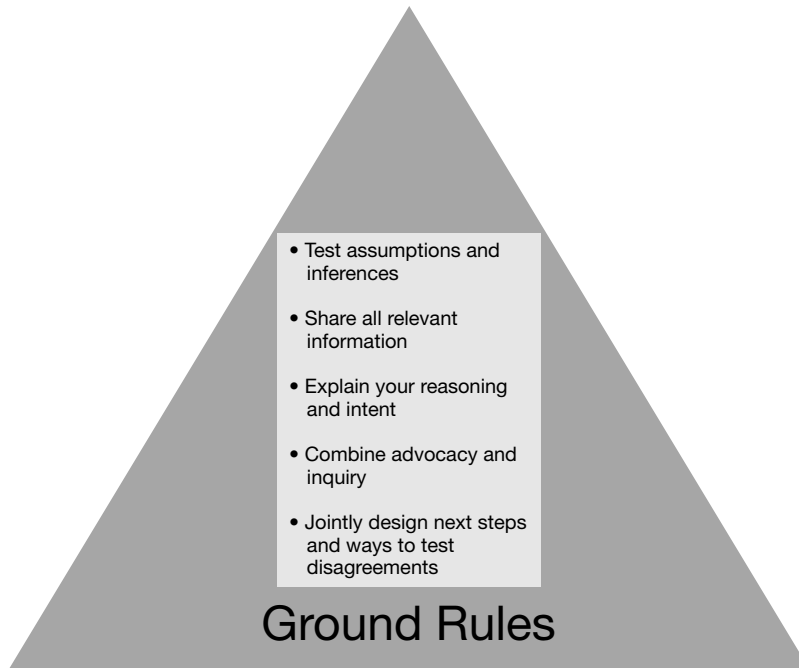 • Test assumptions and
inferences
• Share all relevant
information
• Explain your reasoning
and intent
• Combine advocacy and
inquiry
• Jointly design next steps
and ways to test
disagreements
Ground Rules